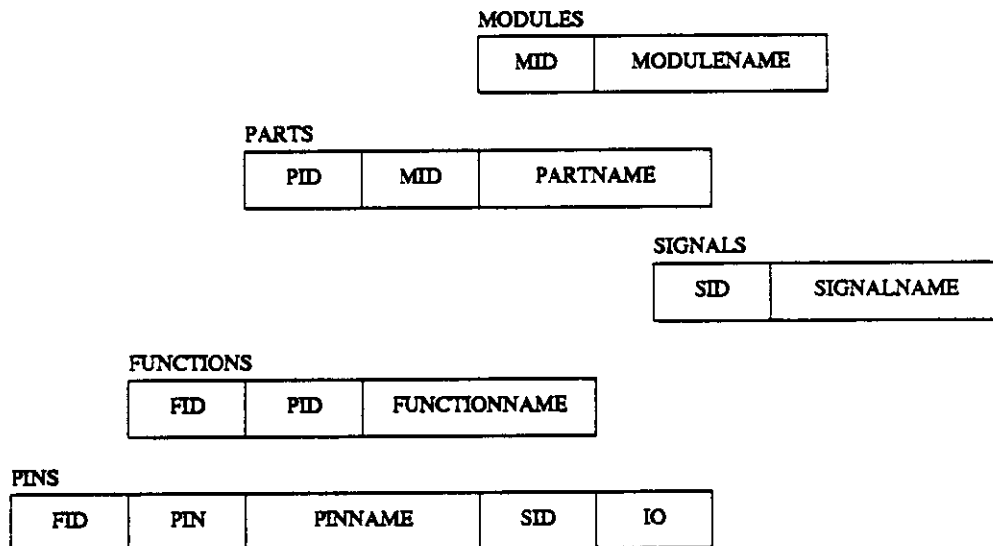 MODULES
MID MODULENAME
PARTS
PID MID PARTNAME
SIGNALS
SID SIGNALNAME
FUNCTIONS
FID PID FUNCTIONNAME
PINS
FID PIN PINNAME SID IO